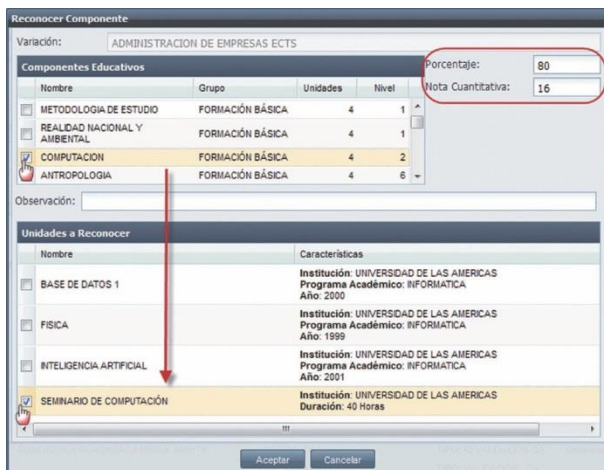 Reconocer Componente
Variación: ADMINISTRACION DE EMPRESAS ECTS
Componentes Educativos
Porcentaje: 80
Nota Cuantitativa: 16
Nombre Grupo Unidades Nivel
METODOLOGIA DE ESTUDIO FORMACIÓN BÁSICA 4 1
REALIDAD NACIONAL Y
AMBIENTAL FORMACIÓN BÁSICA 4 1
COMPUTACION FORMACIÓN BÁSICA 4 2
ANTROPOLOGIA FORMACIÓN BÁSICA 4 6
Observación:
Unidades a Reconocer
Nombre Características
BASE DE DATOS 1
Institución: UNIVERSIDAD DE LAS AMERICAS
Programa Académico: INFORMATICA
Año: 2000
FISICA
Institución: UNIVERSIDAD DE LAS AMERICAS
Programa Académico: INFORMATICA
Año: 1999
INTELIGENCIA ARTIFICIAL
Institución: UNIVERSIDAD DE LAS AMERICAS
Programa Académico: INFORMATICA
Año: 2001
SEMINARIO DE COMPUTACIÓN
Institución: UNIVERSIDAD DE LAS AMERICAS
Duración: 40 Horas
Aceptar Cancelar